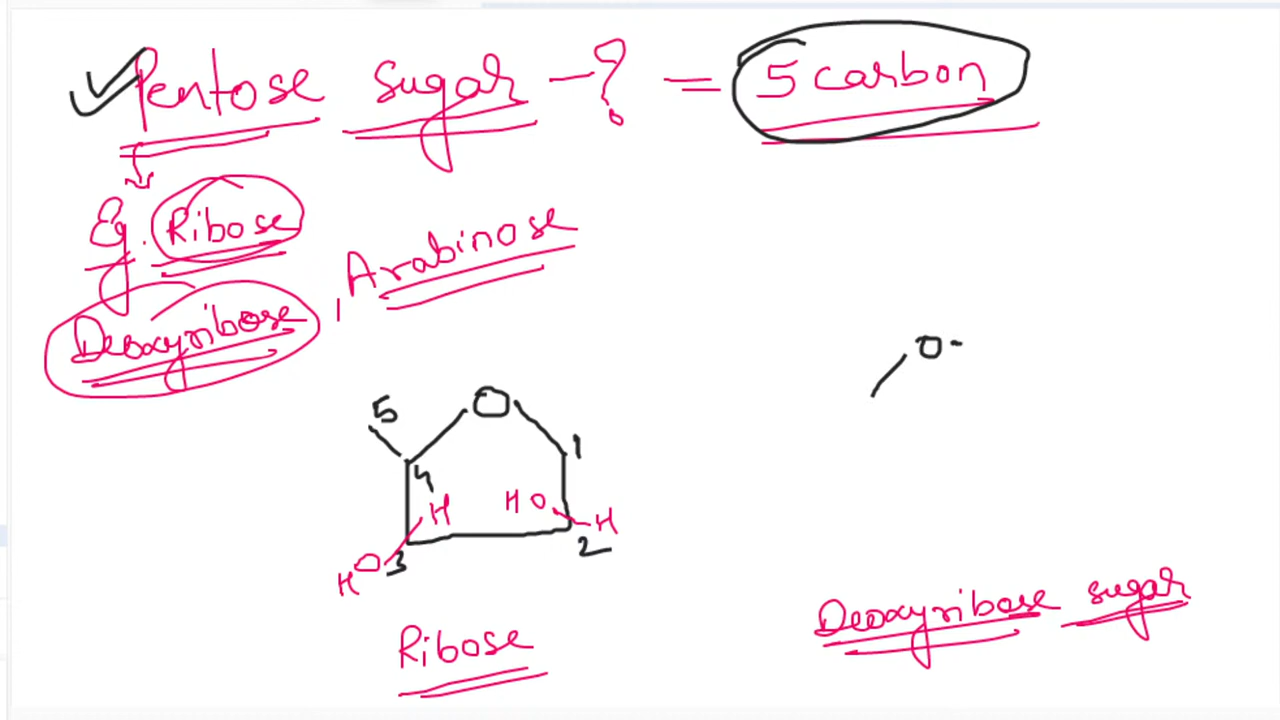 Pentose sugar - ? = 5 carbon
Eg. Ribose, Arabinose
Deoxyribose
O-
5 O
4 1
H HO H
HO 3 2
Ribose
Deoxyribose sugar